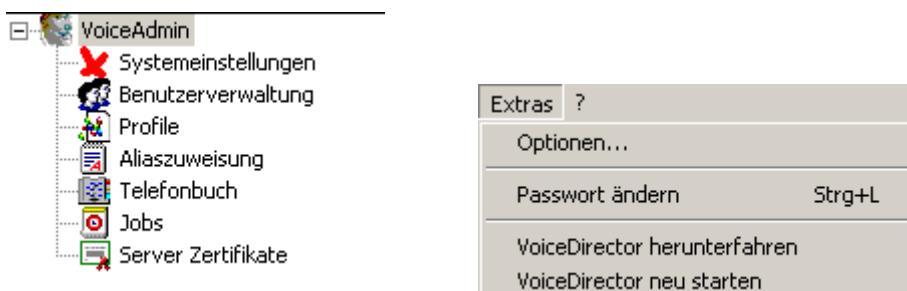 VoiceAdmin
Systemeinstellungen
Benutzerverwaltung
Profile
Aliaszuweisung
Telefonbuch
Jobs
Server Zertifikate
Extras ?
Optionen...
Passwort ändern Strg+L
VoiceDirector herunterfahren
VoiceDirector neu starten